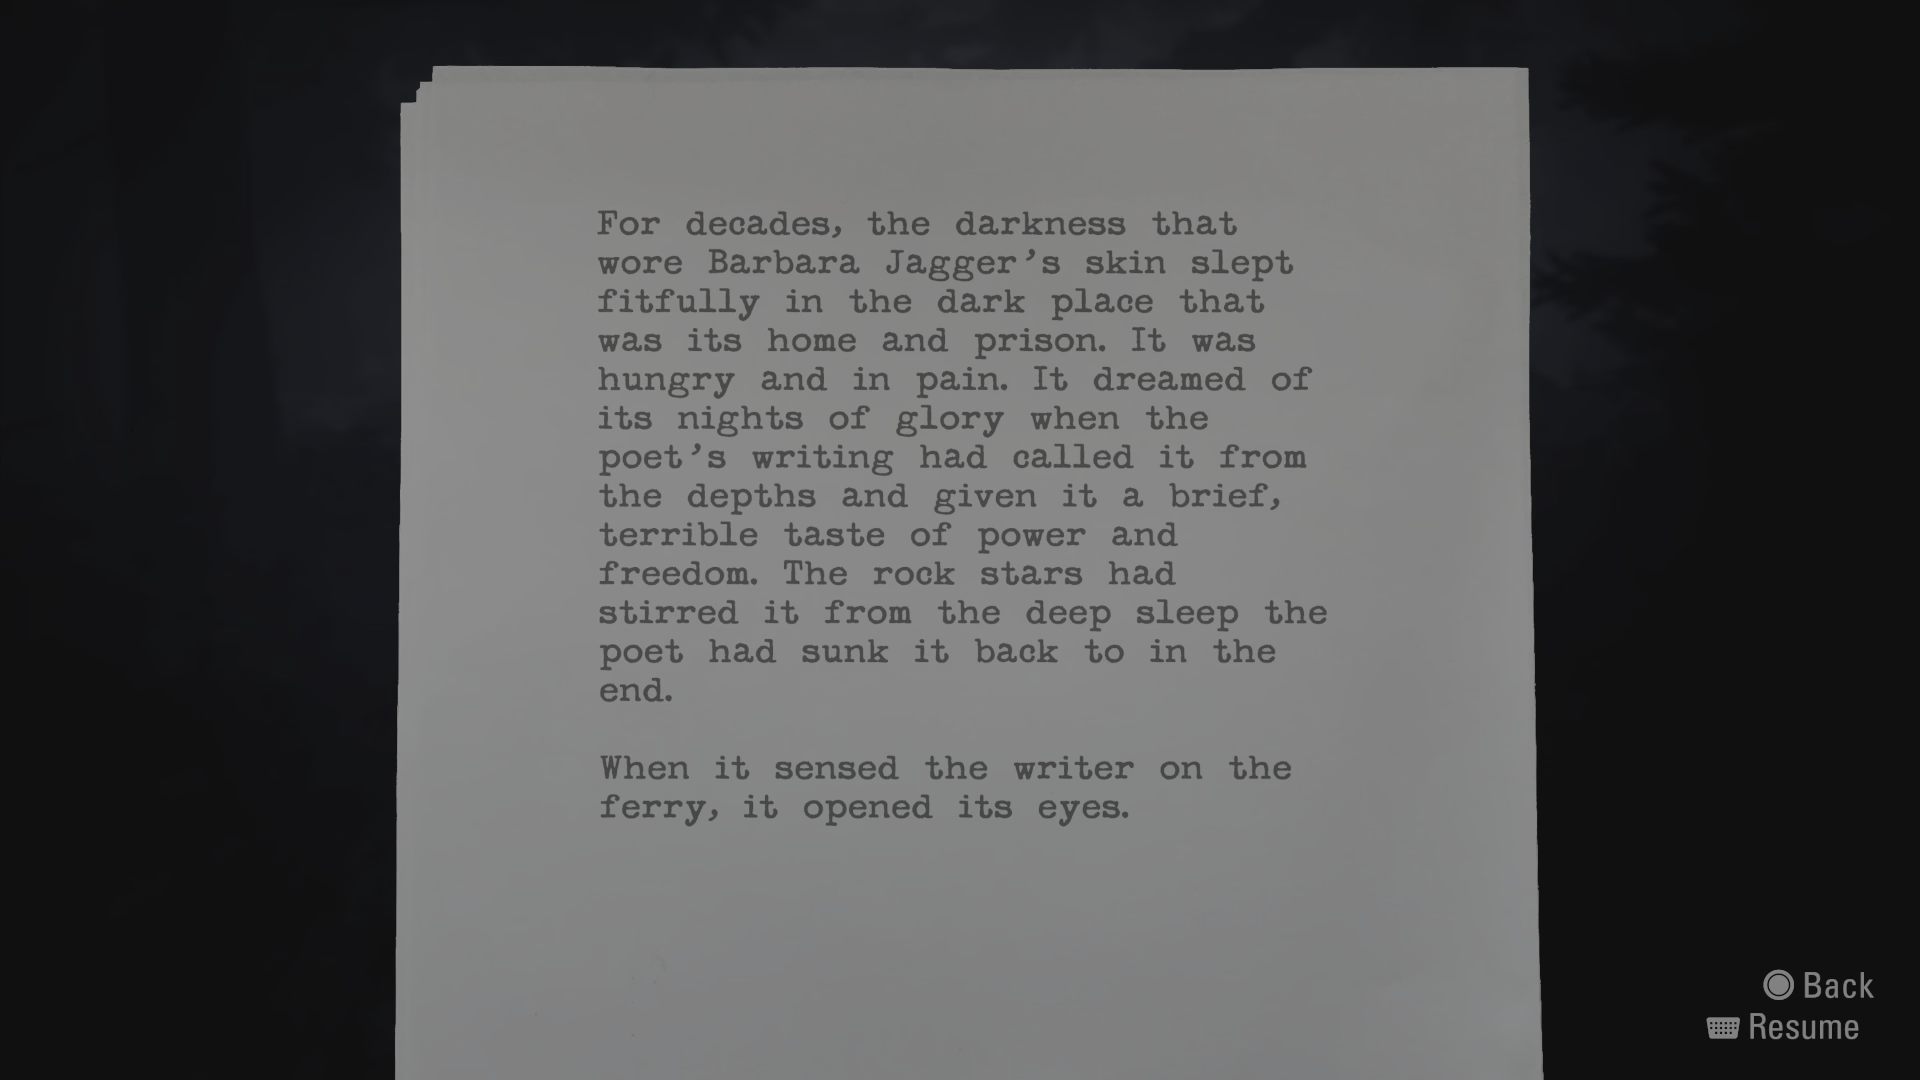 For decades, the darkness that
wore Barbara Jagger's skin slept
fitfully in the dark place that
was its home and prison. It was
hungry and in pain. It dreamed of
its nights of glory when the
poet's writing had called it from
the depths and given it a brief,
terrible taste of power and
freedom. The rock stars had
stirred it from the deep sleep the
poet had sunk it back to in the
end.
When it sensed the writer on the
ferry, it opened its eyes.
Back
Resume